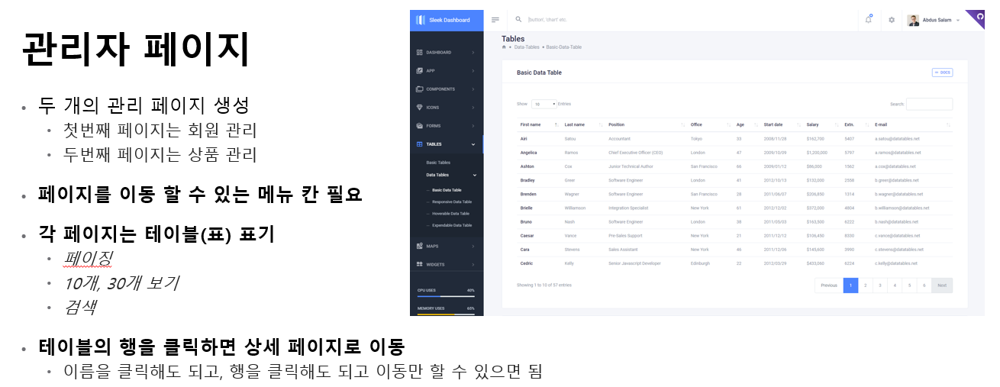 관리자 페이지
두 개의 관리 페이지 생성
첫번째 페이지는 회원 관리
두번째 페이지는 상품 관리
페이지를 이동 할 수 있는 메뉴 칸 필요
각 페이지는 테이블(표) 표기
페이징
10개, 30개 보기
검색
테이블의 행을 클릭하면 상세 페이지로 이동
이름을 클릭해도 되고, 행을 클릭해도 되고 이동만 할 수 있으면 됨
Sleek Dashboard
DASHBOARD
APP
COMPONENTS
ICONS
FORMS
TABLES
Basic Tables
Data Tables
Basic Data Table
Responsive Data Table
Hoverable Data Table
Expendable Data Table
MAPS
WIDGETS
CPU USES 40%
MEMORY USES 65%
'button', 'chart' etc.
Abdus Salam
Tables
Data-Tables • Basic-Data-Table
Basic Data Table
DOCS
Show 10 Entries
Search:
First name Last name Position Office Age Start date Salary Extn. E-mail
Airi Satou Accountant Tokyo 33 2008/11/28 $162,700 5407 a.satou@datatables.net
Angelica Ramos Chief Executive Officer (CEO) London 47 2009/10/09 $1,200,000 5797 a.ramos@datatables.net
Ashton Cox Junior Technical Author San Francisco 66 2009/01/12 $86,000 1562 a.cox@datatables.net
Bradley Greer Software Engineer London 41 2012/10/13 $132,000 2558 b.greer@datatables.net
Brenden Wagner Software Engineer San Francisco 28 2011/06/07 $206,850 1314 b.wagner@datatables.net
Brielle Williamson Integration Specialist New York 61 2012/12/02 $372,000 4804 b.williamson@datatables.net
Bruno Nash Software Engineer London 38 2011/05/03 $163,500 6222 b.nash@datatables.net
Caesar Vance Pre-Sales Support New York 21 2011/12/12 $106,450 8330 c.vance@datatables.net
Cara Stevens Sales Assistant New York 46 2011/12/06 $145,600 3990 c.stevens@datatables.net
Cedric Kelly Senior Javascript Developer Edinburgh 22 2012/03/29 $433,060 6224 c.kelly@datatables.net
Showing 1 to 10 of 57 entries
Previous 1 2 3 4 5 6 Next